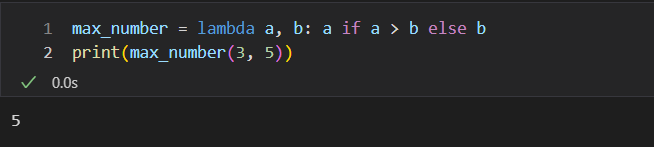 1 max_number = lambda a, b: a if a > b else b
2 print(max_number(3, 5))
0.0s
5